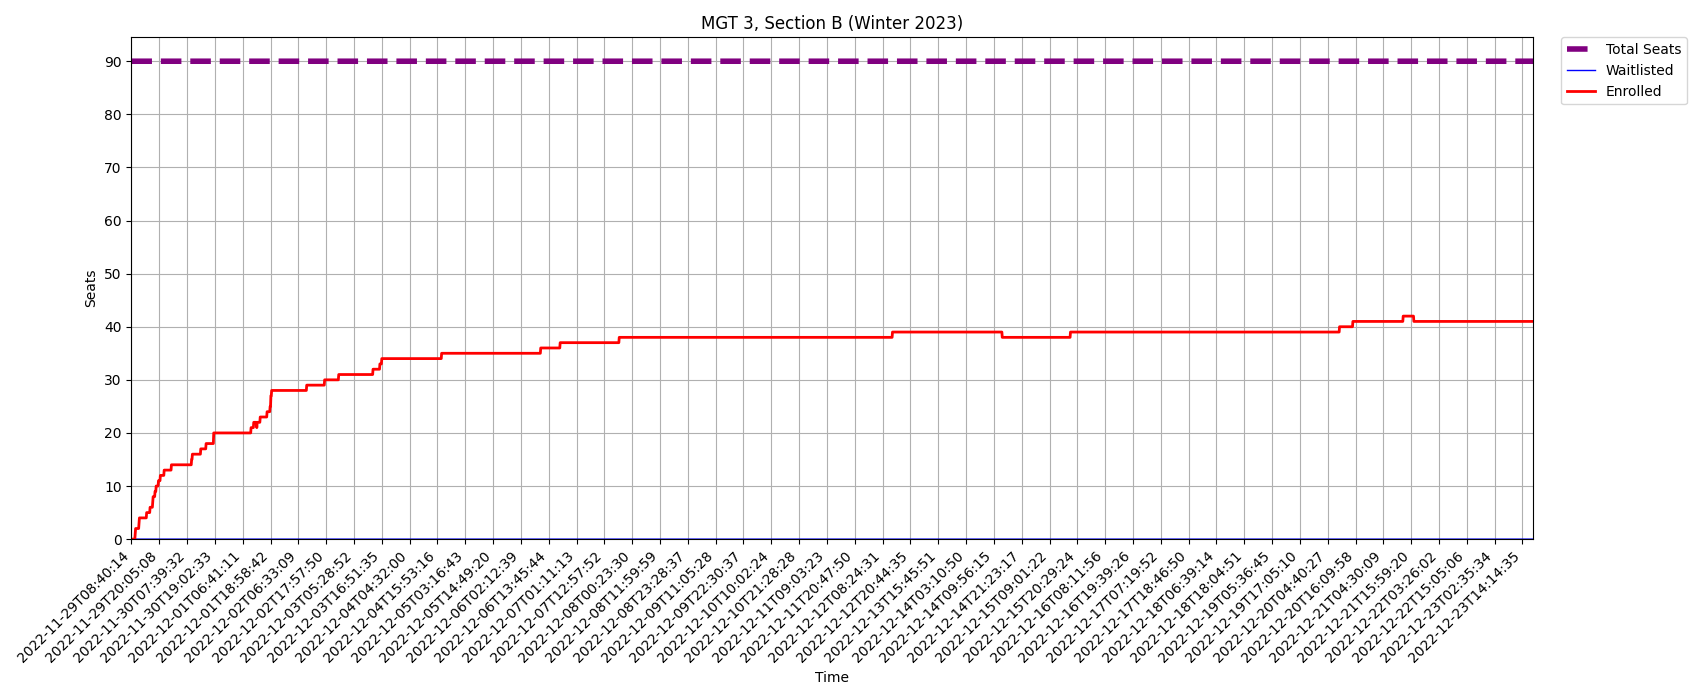 MGT 3, Section B (Winter 2023)
Total Seats
Waitlisted
Enrolled
90
80
70
60
50
40
30
20
10
0
Seats
2022-11-29T08:40:14
2022-11-29T20:05:08
2022-11-30T07:39:32
2022-11-30T19:02:33
2022-12-01T06:41:11
2022-12-01T18:58:42
2022-12-02T06:33:09
2022-12-02T17:57:50
2022-12-03T05:28:52
2022-12-03T16:51:35
2022-12-04T04:32:00
2022-12-04T15:53:16
2022-12-05T03:16:43
2022-12-05T14:49:20
2022-12-06T02:12:39
2022-12-06T13:45:44
2022-12-07T01:11:13
2022-12-07T12:57:52
2022-12-08T00:23:30
2022-12-08T11:59:59
2022-12-08T23:28:37
2022-12-09T11:05:28
2022-12-09T22:30:37
2022-12-10T10:02:24
2022-12-10T21:28:28
2022-12-11T09:03:23
2022-12-11T20:47:50
2022-12-12T08:24:31
2022-12-12T20:44:35
2022-12-13T15:45:51
2022-12-14T03:10:50
2022-12-14T09:56:15
2022-12-14T21:23:17
2022-12-15T09:01:22
2022-12-15T20:29:24
2022-12-16T08:11:56
2022-12-16T19:39:26
2022-12-17T07:19:52
2022-12-17T18:46:50
2022-12-18T06:39:14
2022-12-18T18:04:51
2022-12-19T05:36:45
2022-12-19T17:05:10
2022-12-20T04:40:27
2022-12-20T16:09:58
2022-12-21T04:30:09
2022-12-21T15:59:20
2022-12-22T03:26:02
2022-12-22T15:05:06
2022-12-23T02:35:34
2022-12-23T14:14:35
Time